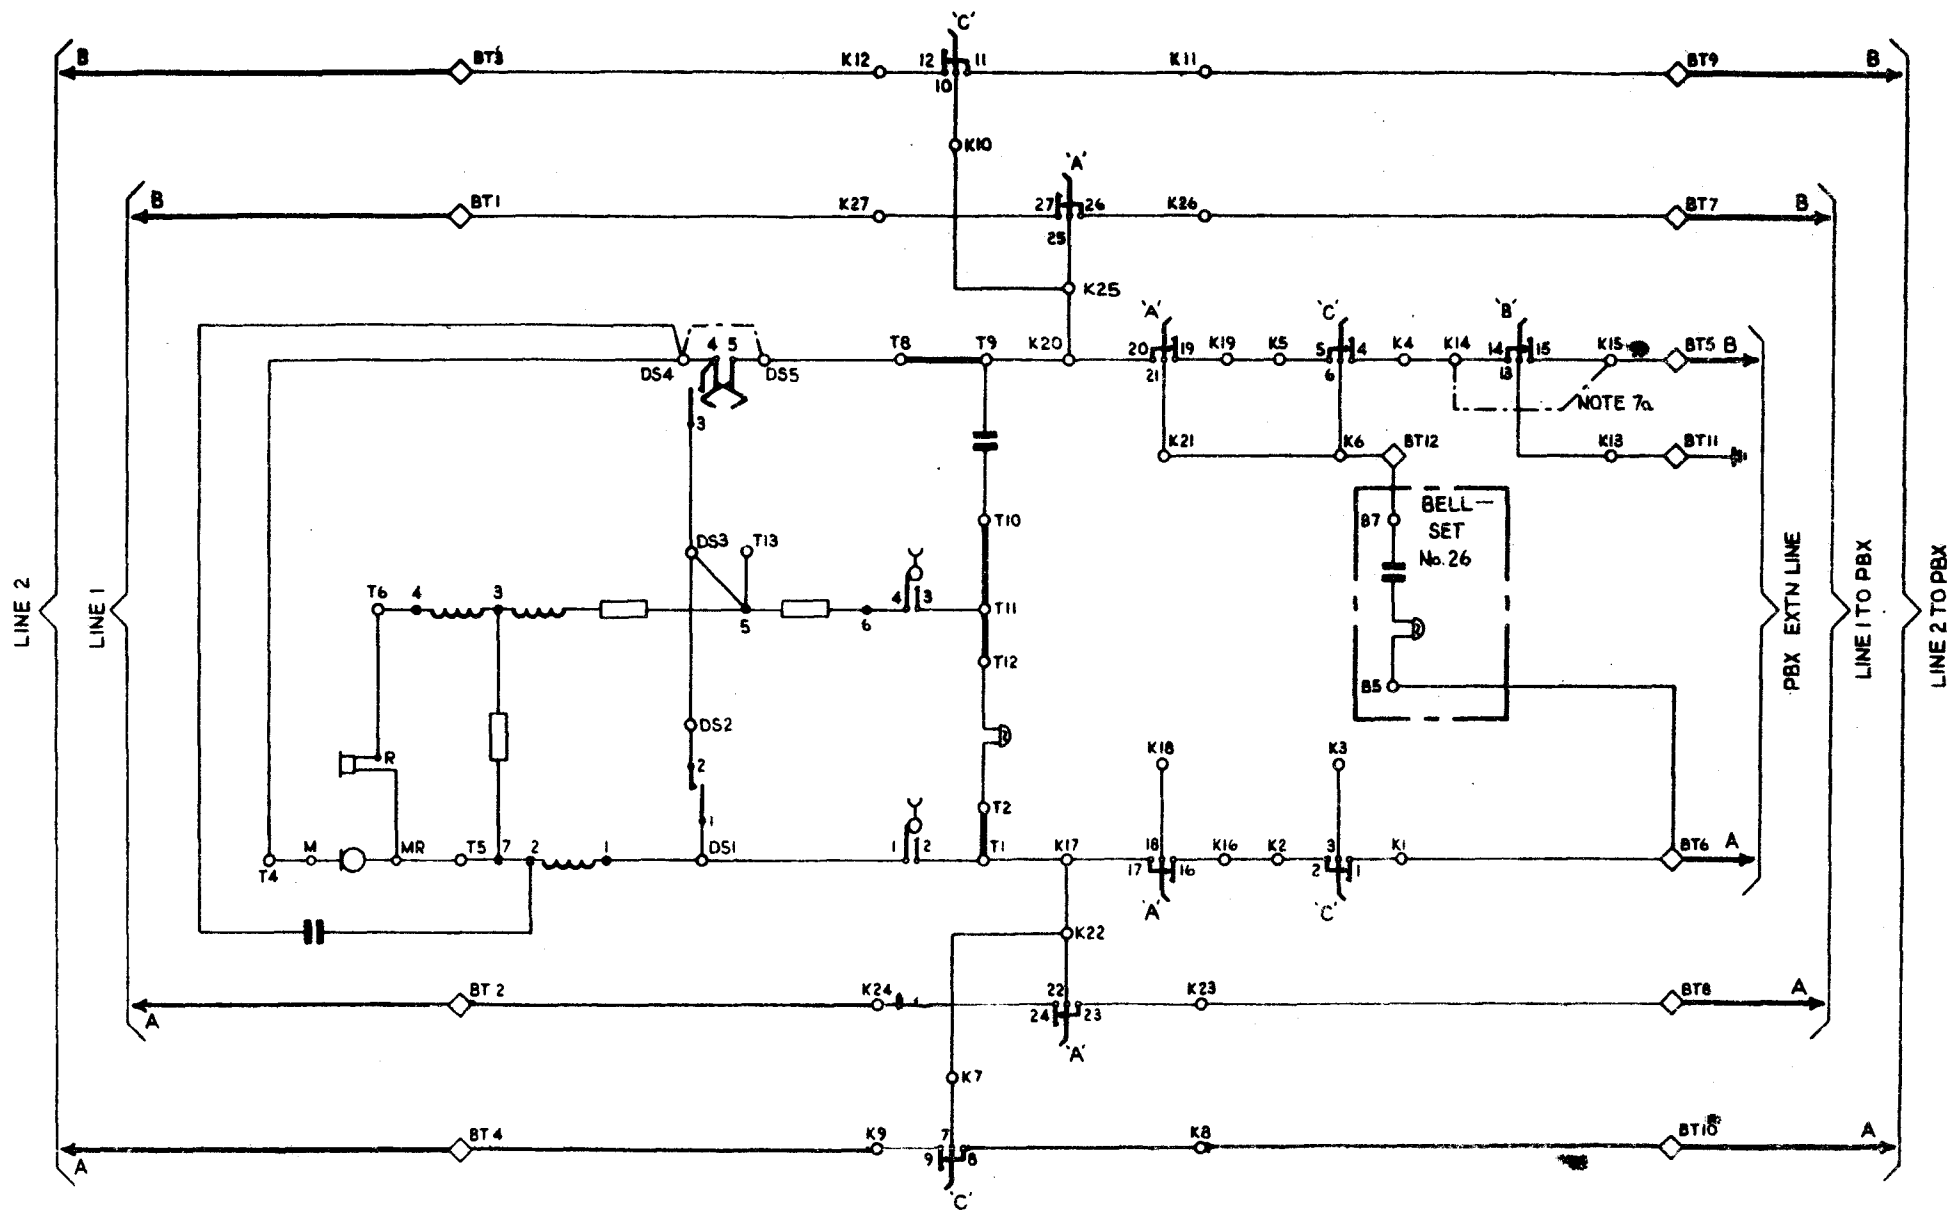 'C'
B
BT3
K12
12
11
10
K11
BT9
B
K10
'A'
B
BT1
K27
27
26
25
K26
BT7
B
K25
'A'
'C'
'B'
4
5
DS4
DS5
T8
T9
K20
20
19
21
K19
K5
5
4
6
K4
K14
14
15
13
K15
BT5
B
NOTE 7a
3
K21
K6
BT12
K13
BT11
BELL-
SET
No. 26
B7
T10
DS3
T13
T6
4
3
5
6
4
3
T11
T12
B5
LINE 2
LINE 1
PBX EXTN LINE
LINE 1 TO PBX
LINE 2 TO PBX
DS2
2
R
K18
K3
T2
1
T4
M
MR
T5
7
2
1
DS1
1
2
T1
K17
18
17
16
K16
K2
3
2
1
K1
BT6
A
'A'
'C'
K22
A
BT2
K24
22
24
23
K23
BT8
A
'A'
K7
A
BT4
K9
7
9
8
K8
BT10
A
'C'